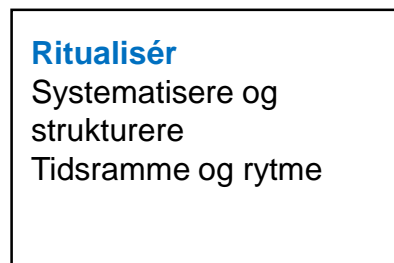 Ritualisér
Systematisere og
strukturere
Tidsramme og rytme